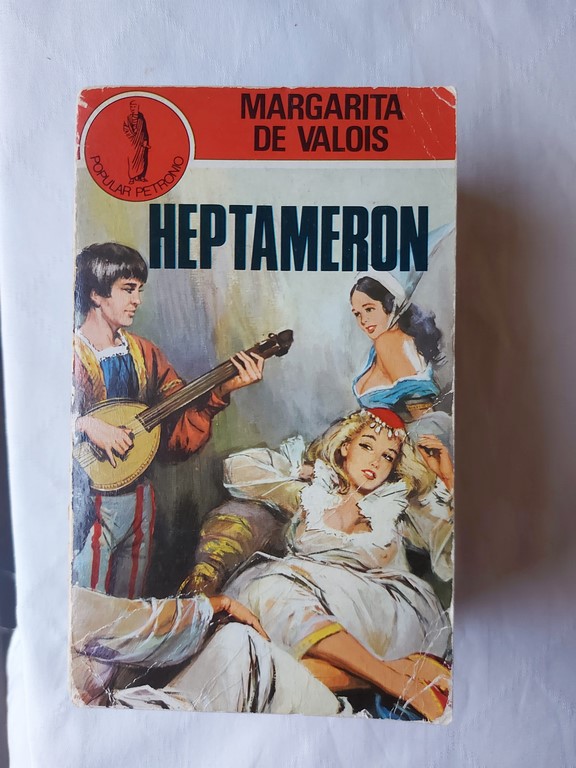 MARGARITA
DE VALOIS
POPULAR PETRONIO
HEPTAMERON